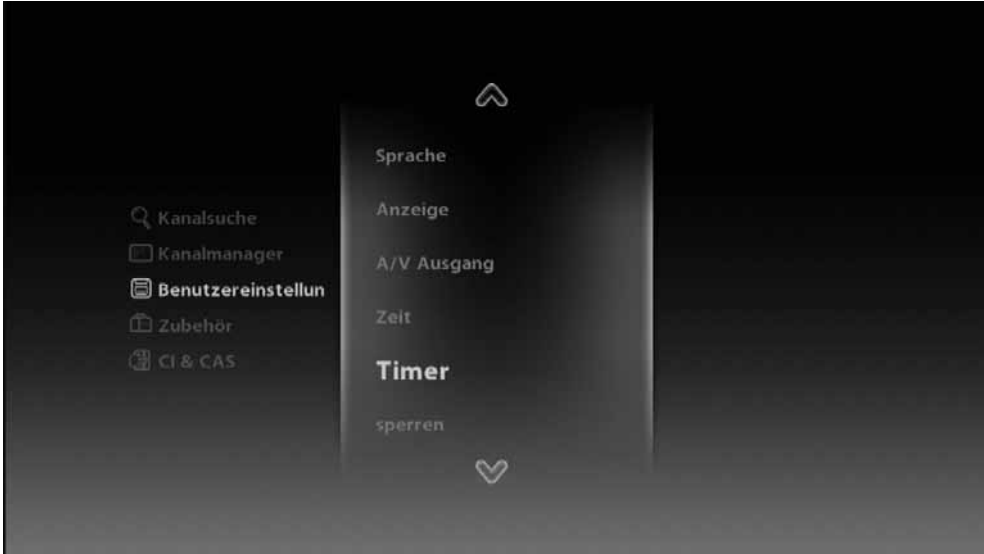 Kanalsuche
Kanalmanager
Benutzereinstellun
Zubehör
CI & CAS
Sprache
Anzeige
A/V Ausgang
Zeit
Timer
sperren